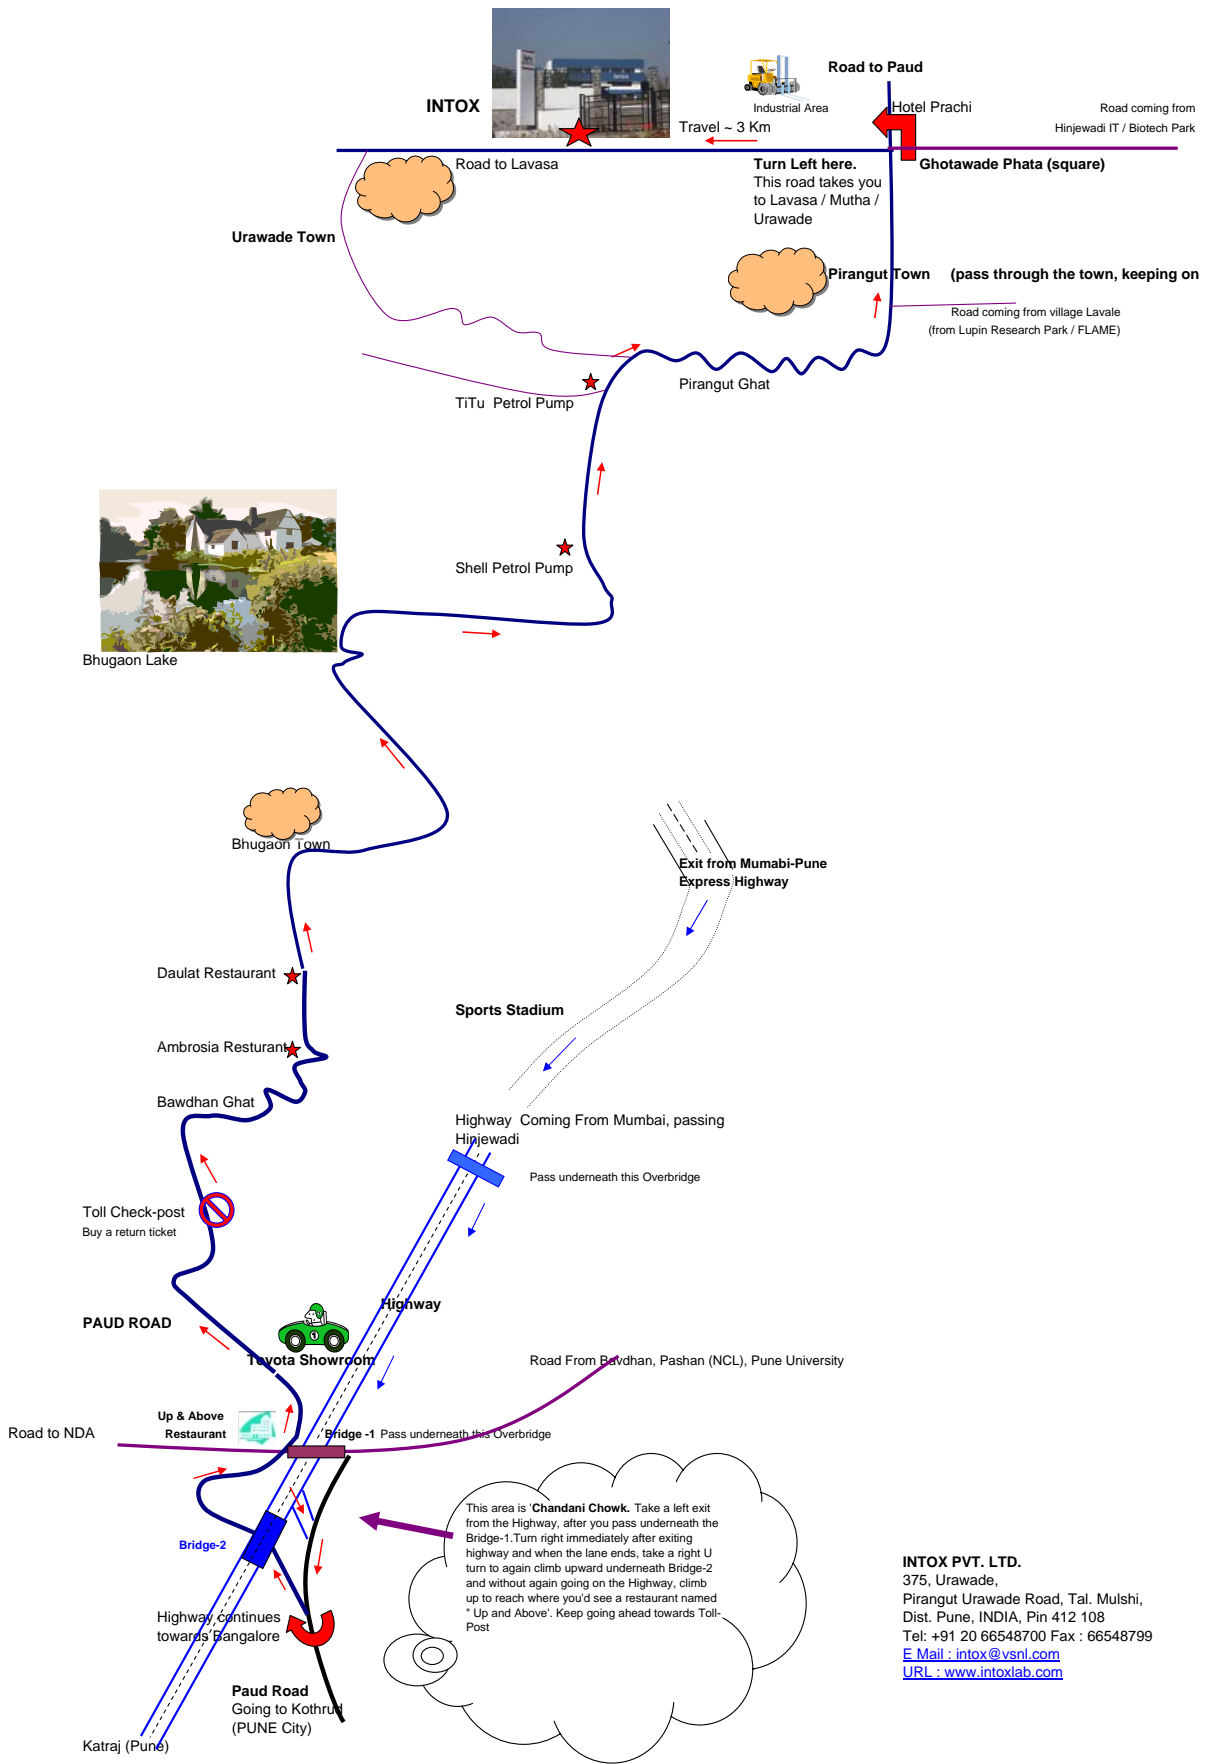 Road to Paud
INTOX
Industrial Area
Hotel Prachi
Road coming from
Hinjewadi IT / Biotech Park
Travel ~ 3 Km
Road to Lavasa
Turn Left here.
This road takes you
to Lavasa / Mutha /
Urawade
Ghotawade Phata (square)
Urawade Town
Pirangut Town (pass through the town, keeping on
Road coming from village Lavale
(from Lupin Research Park / FLAME)
Pirangut Ghat
TiTu Petrol Pump
Shell Petrol Pump
Bhugaon Lake
Bhugaon Town
Exit from Mumabi-Pune
Express Highway
Daulat Restaurant
Sports Stadium
Ambrosia Resturant
Bawdhan Ghat
Highway Coming From Mumbai, passing
Hinjewadi
Pass underneath this Overbridge
Toll Check-post
Buy a return ticket
Highway
PAUD ROAD
1
Toyota Showroom
Road From Bavdhan, Pashan (NCL), Pune University
Up & Above
Restaurant
Road to NDA
Bridge -1 Pass underneath this Overbridge
This area is 'Chandani Chowk. Take a left exit
from the Highway, after you pass underneath the
Bridge-1.Turn right immediately after exiting
highway and when the lane ends, take a right U
turn to again climb upward underneath Bridge-2
and without again going on the Highway, climb
up to reach where you'd see a restaurant named
" Up and Above'. Keep going ahead towards Toll-
Post
Bridge-2
Highway continues
towards Bangalore
Paud Road
Going to Kothrud
(PUNE City)
Katraj (Pune)
INTOX PVT. LTD.
375, Urawade,
Pirangut Urawade Road, Tal. Mulshi,
Dist. Pune, INDIA, Pin 412 108
Tel: +91 20 66548700 Fax : 66548799
E Mail : intox@vsnl.com
URL : www.intoxlab.com